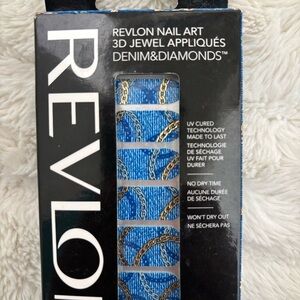 REVLON NAIL ART
3D JEWEL APPLIQUÉS
DENIM&DIAMONDS™
REVLO
UV CURED
TECHNOLOGY
MADE TO LAST
TECHNOLOGIE
DE SÉCHAGE
UV FAIT POUR
DURER
NO DRY TIME
AUCUNE DURÉE
DE SÉCHAGE
WON'T DRY OUT
NE SÉCHERA PAS